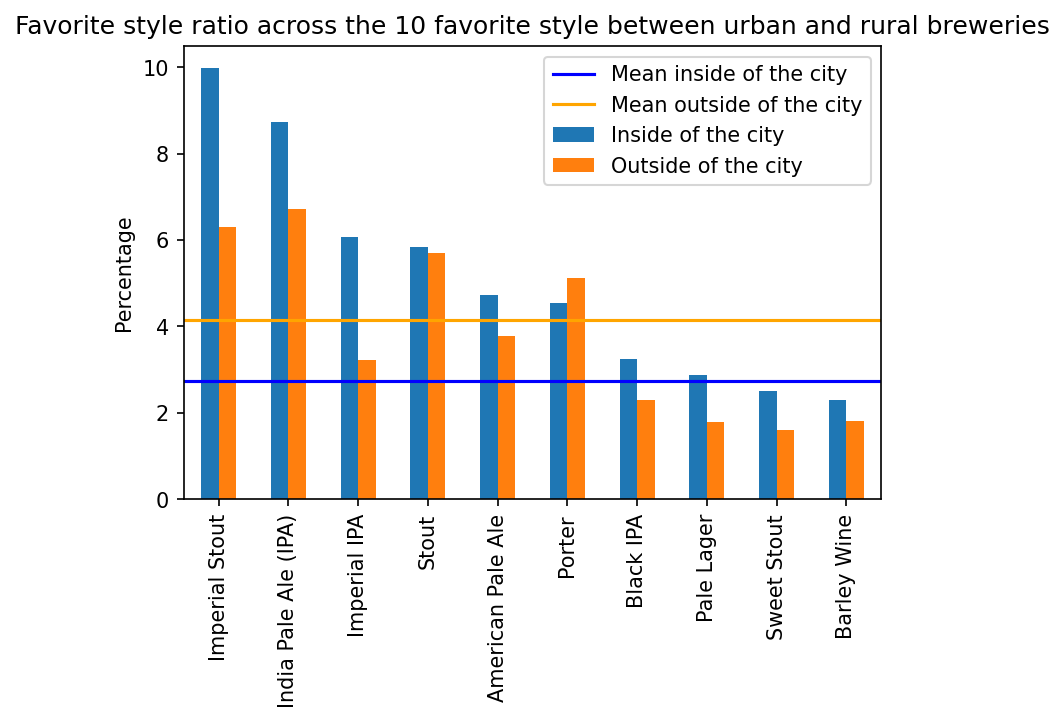 Favorite style ratio across the 10 favorite style between urban and rural breweries
Mean inside of the city
Mean outside of the city
Inside of the city
Outside of the city
Percentage
10
8
6
4
2
0
Imperial Stout
India Pale Ale (IPA)
Imperial IPA
Stout
American Pale Ale
Porter
Black IPA
Pale Lager
Sweet Stout
Barley Wine